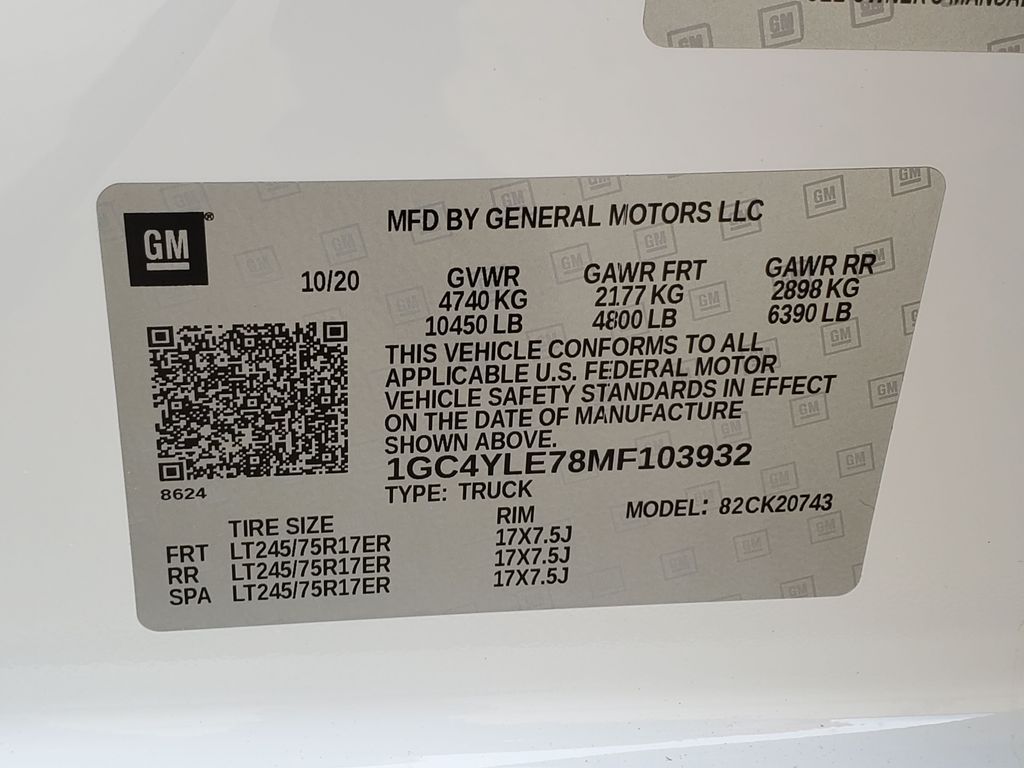 OWNER'S MANUAL
GM
MFD BY GENERAL MOTORS LLC
10/20
GVWR GAWR FRT GAWR RR
4740 KG 2177 KG 2898 KG
10450 LB 4800 LB 6390 LB
THIS VEHICLE CONFORMS TO ALL
APPLICABLE U.S. FEDERAL MOTOR
VEHICLE SAFETY STANDARDS IN EFFECT
ON THE DATE OF MANUFACTURE
SHOWN ABOVE.
1GC4YLE78MF103932
8624
TYPE: TRUCK
MODEL: 82CK20743
TIRE SIZE RIM
FRT LT245/75R17ER 17X7.5J
RR LT245/75R17ER 17X7.5J
SPA LT245/75R17ER 17X7.5J